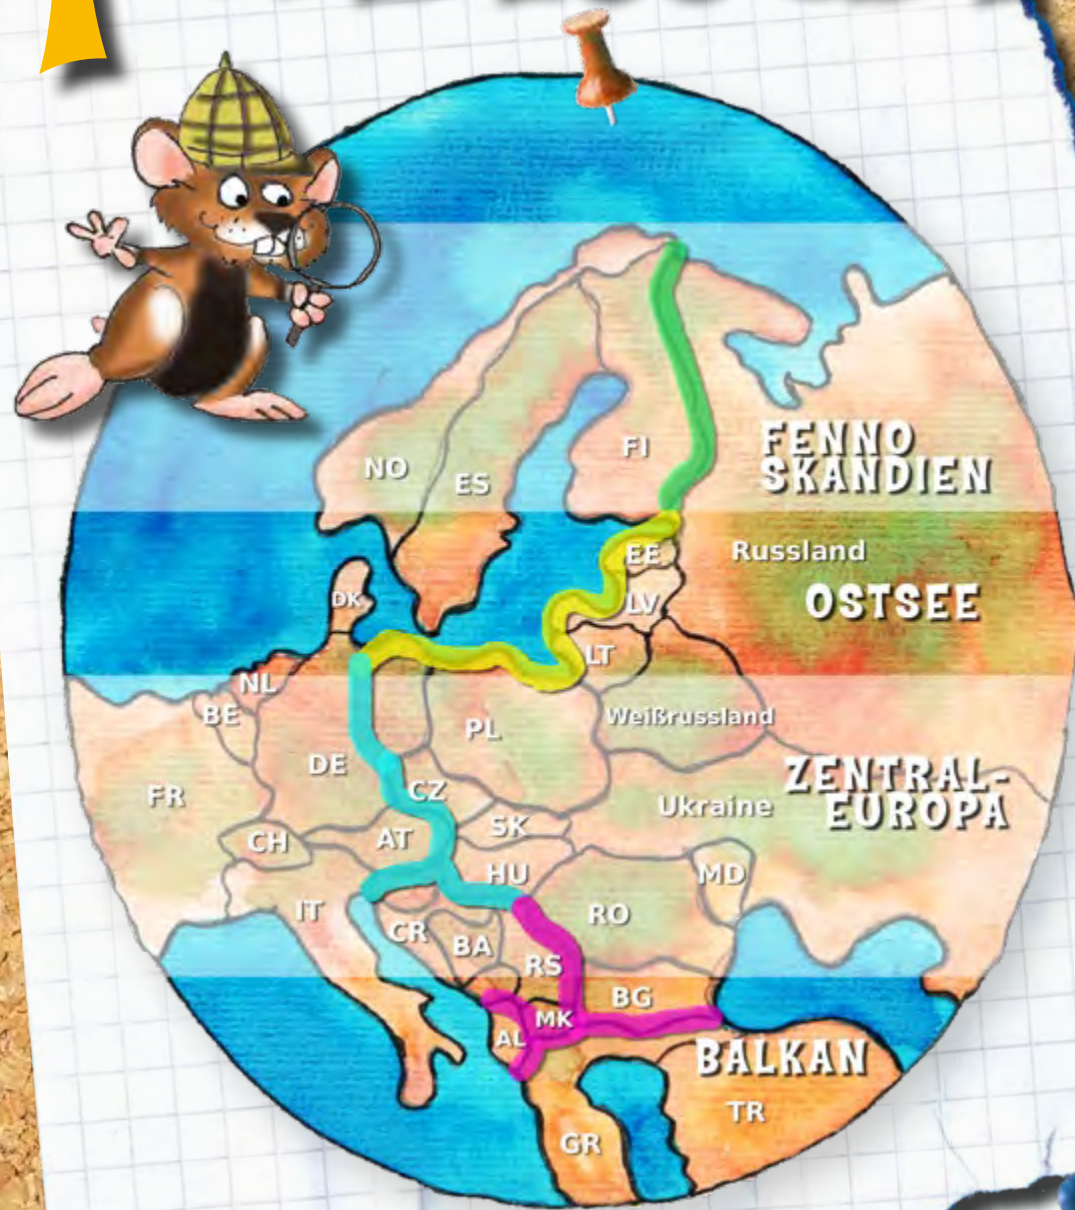 FENNO
SKANDIEN
NO
ES
FI
EE
Russland
DK
LV
OSTSEE
LT
NL
BE
PL
Weißrussland
DE
FR
CZ
ZENTRAL-
EUROPA
Ukraine
CH
AT
SK
HU
MD
IT
CR
BA
RO
RS
BG
MK
AL
BALKAN
TR
GR